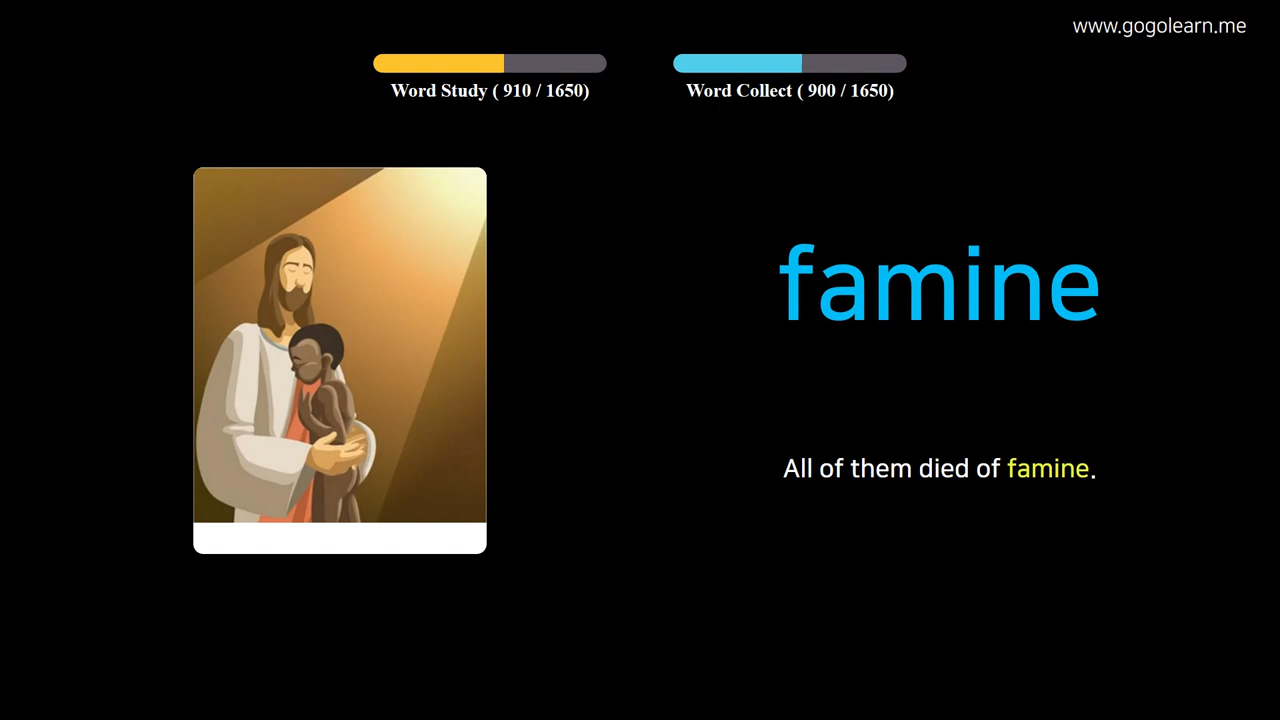 www.gogolearn.me
Word Study ( 910 / 1650)
Word Collect ( 900 / 1650)
famine
All of them died of famine.